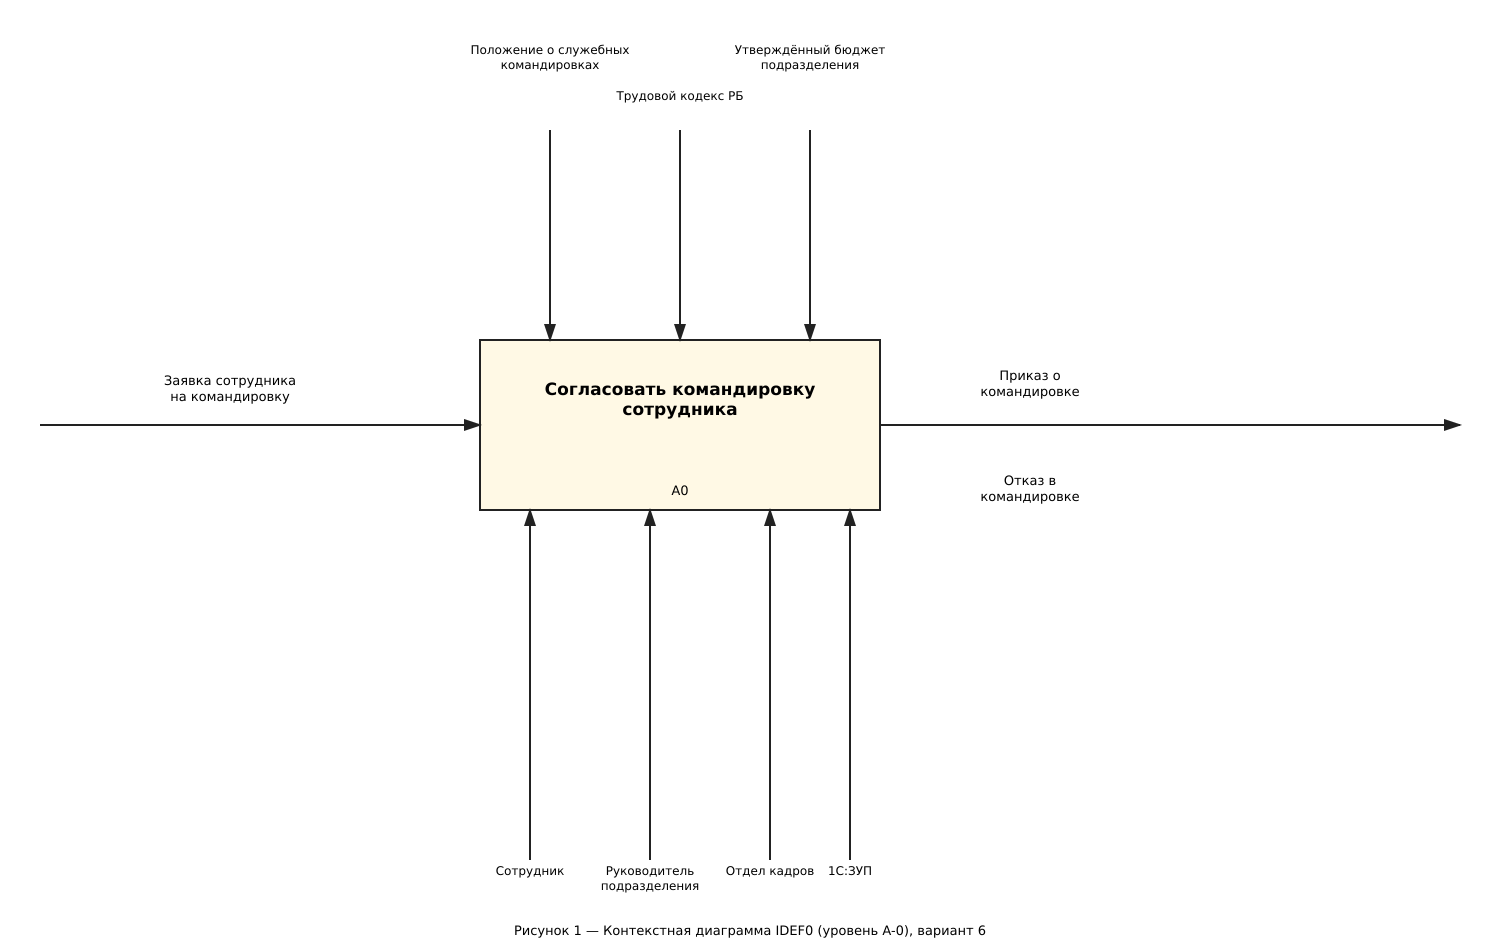 Положение о служебных
командировках
Утверждённый бюджет
подразделения
Трудовой кодекс РБ
Заявка сотрудника
на командировку
Согласовать командировку
сотрудника
А0
Приказ о
командировке
Отказ в
командировке
Сотрудник
Руководитель
подразделения
Отдел кадров
1С:ЗУП
Рисунок 1 — Контекстная диаграмма IDEF0 (уровень А-0), вариант 6